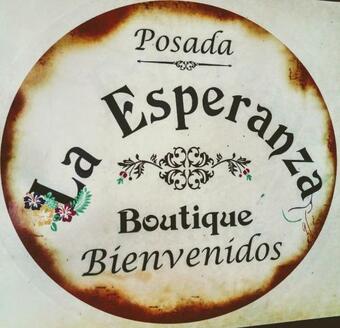 Posada
La Esperanza
Boutique
Bienvenidos